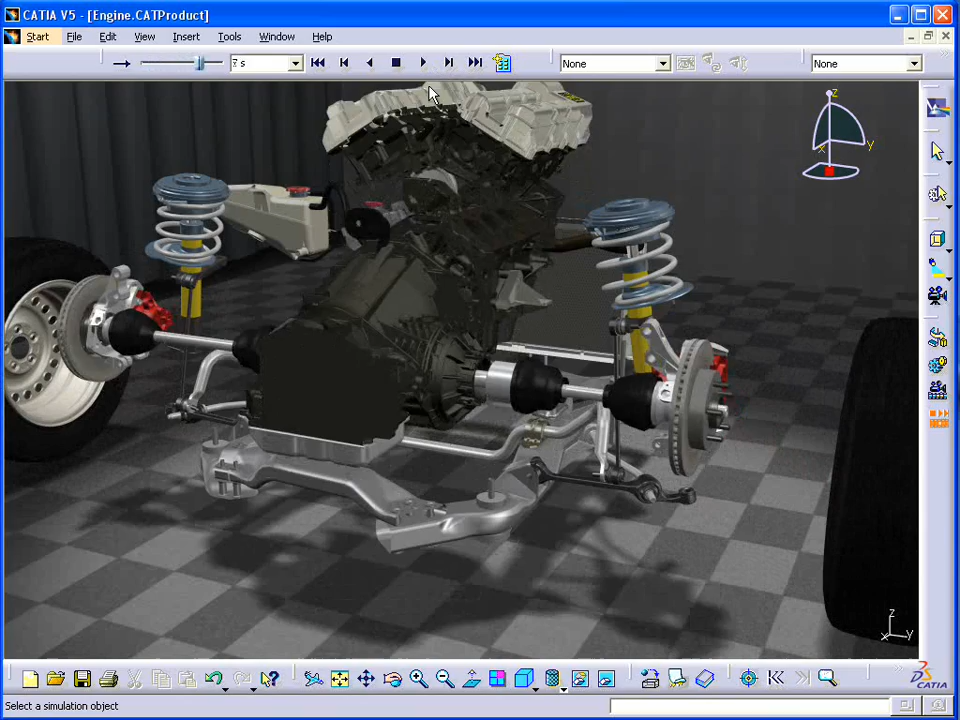 CATIA V5 - [Engine.CATProduct]
Start File Edit View Insert Tools Window Help
7 s None None
z
x y
z
x y
CATIA
Select a simulation object